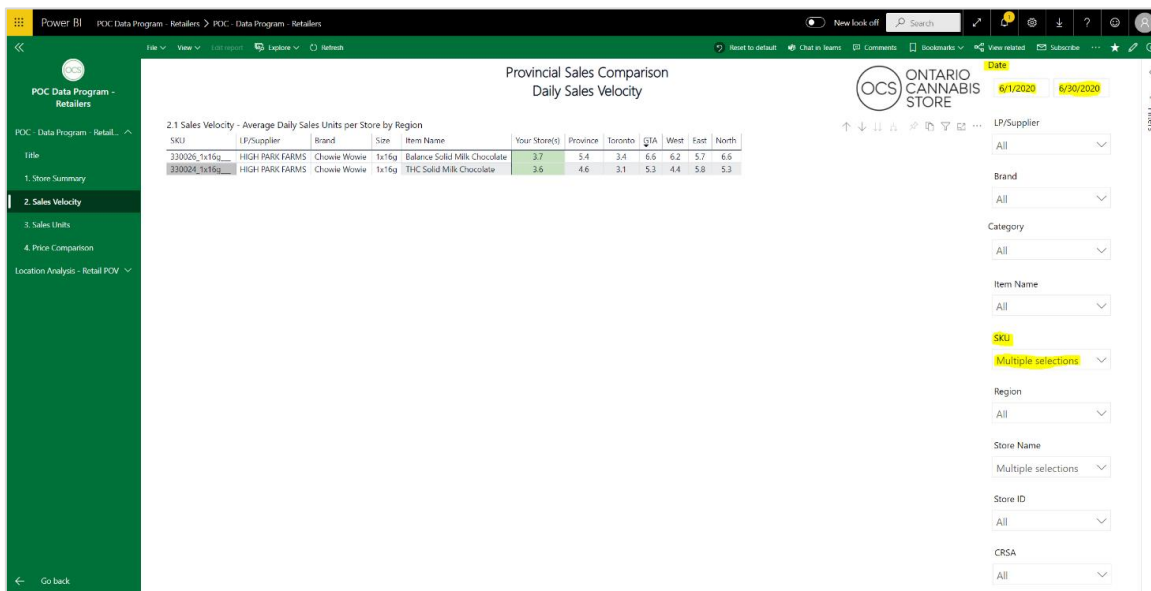 Power BI POC Data Program - Retailers > POC - Data Program - Retailers New look off Search
File View Edit report Explore Refresh Reset to default Chat in Teams Comments Bookmarks View related Subscribe ...
OCS
POC Data Program -
Retailers
POC - Data Program - Retail...
Title
1. Store Summary
2. Sales Velocity
3. Sales Units
4. Price Comparison
Location Analysis - Retail POV
Go back
Provincial Sales Comparison
Daily Sales Velocity
OCS
ONTARIO
CANNABIS
STORE
2.1 Sales Velocity - Average Daily Sales Units per Store by Region
SKU LP/Supplier Brand Size Item Name Your Store(s) Province Toronto GTA West East North
330026_1x16g___ HIGH PARK FARMS Chowie Wowie 1x16g Balance Solid Milk Chocolate 3.7 5.4 3.4 6.6 6.2 5.7 6.6
330024_1x16g___ HIGH PARK FARMS Chowie Wowie 1x16g THC Solid Milk Chocolate 3.6 4.6 3.1 5.3 4.4 5.8 5.3
Date
6/1/2020 6/30/2020
LP/Supplier
All
Brand
All
Category
All
Item Name
All
SKU
Multiple selections
Region
All
Store Name
Multiple selections
Store ID
All
CRSA
All